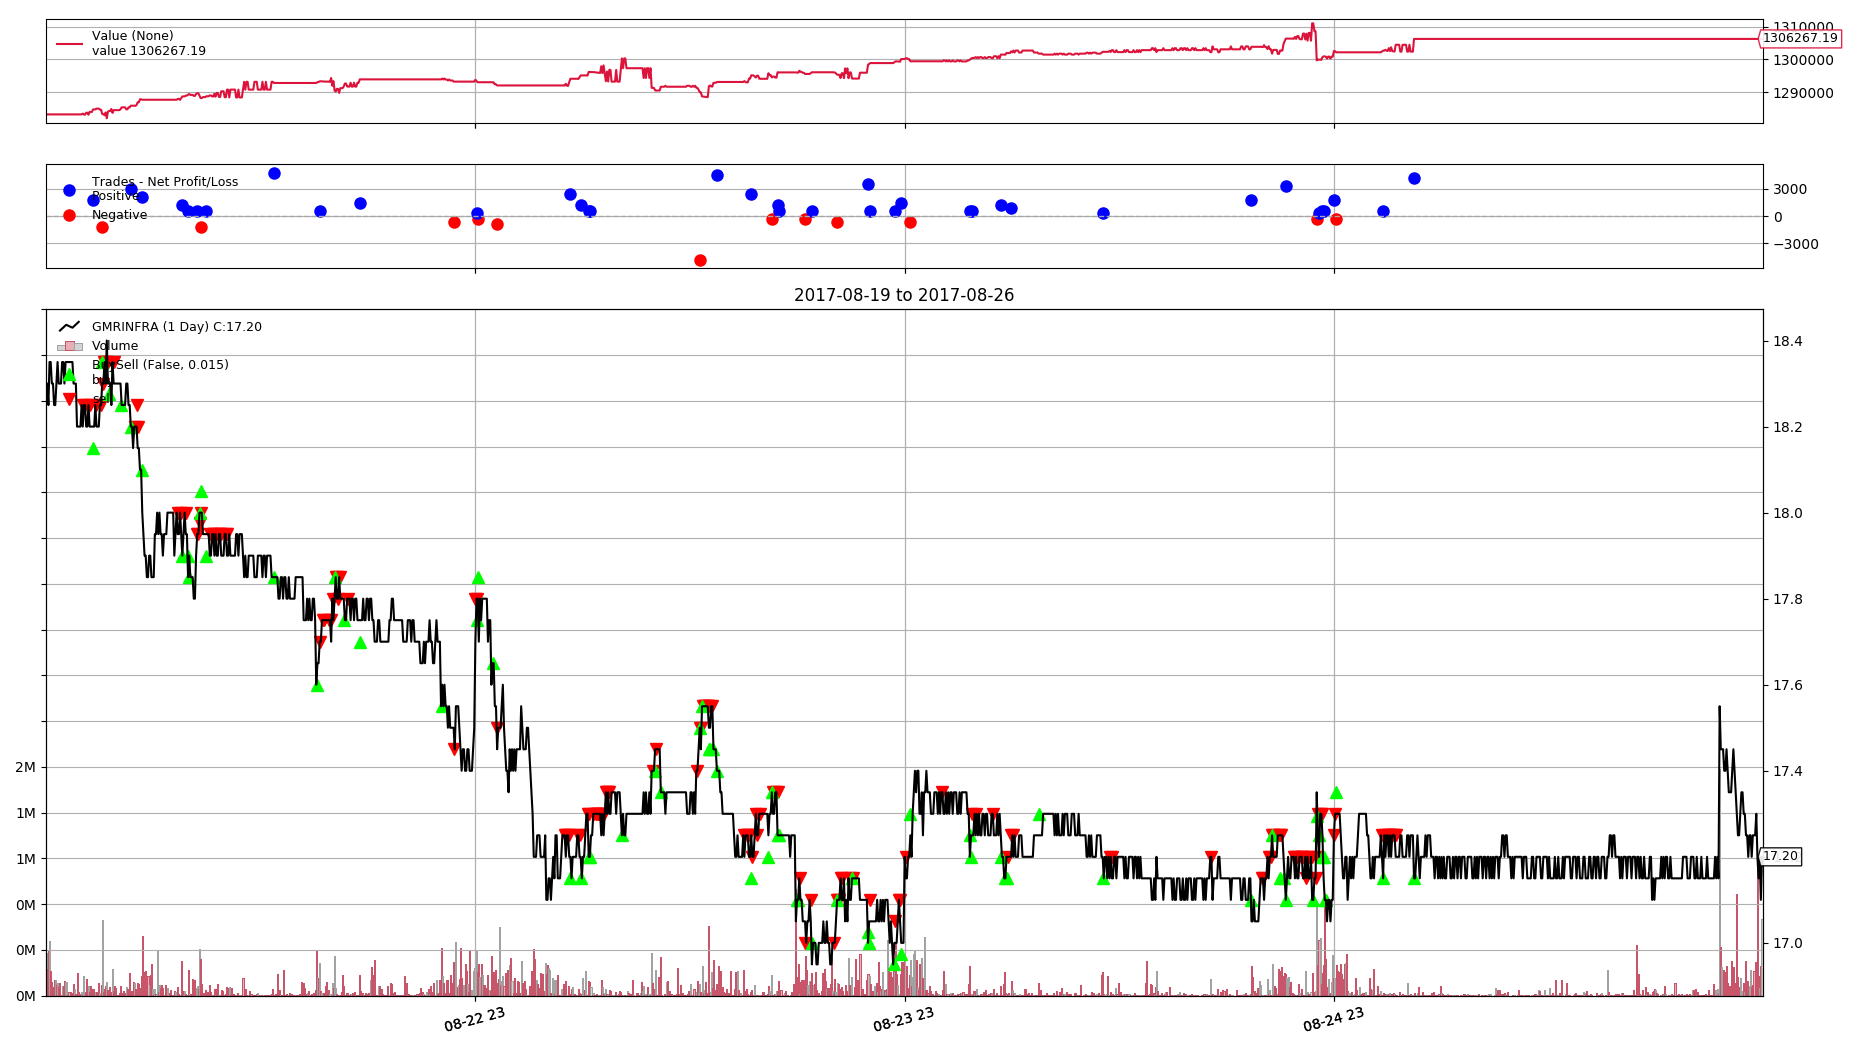 Value (None)
value 1306267.19
1310000
1306267.19
1300000
1290000
Trades - Net Profit/Loss
Positive
Negative
3000
0
−3000
2017-08-19 to 2017-08-26
GMRINFRA (1 Day) C:17.20
Volume
BuySell (False, 0.015)
buy
18.4
18.2
18.0
17.8
17.6
17.4
17.20
17.0
2M
1M
1M
0M
0M
0M
08-22 23
08-23 23
08-24 23